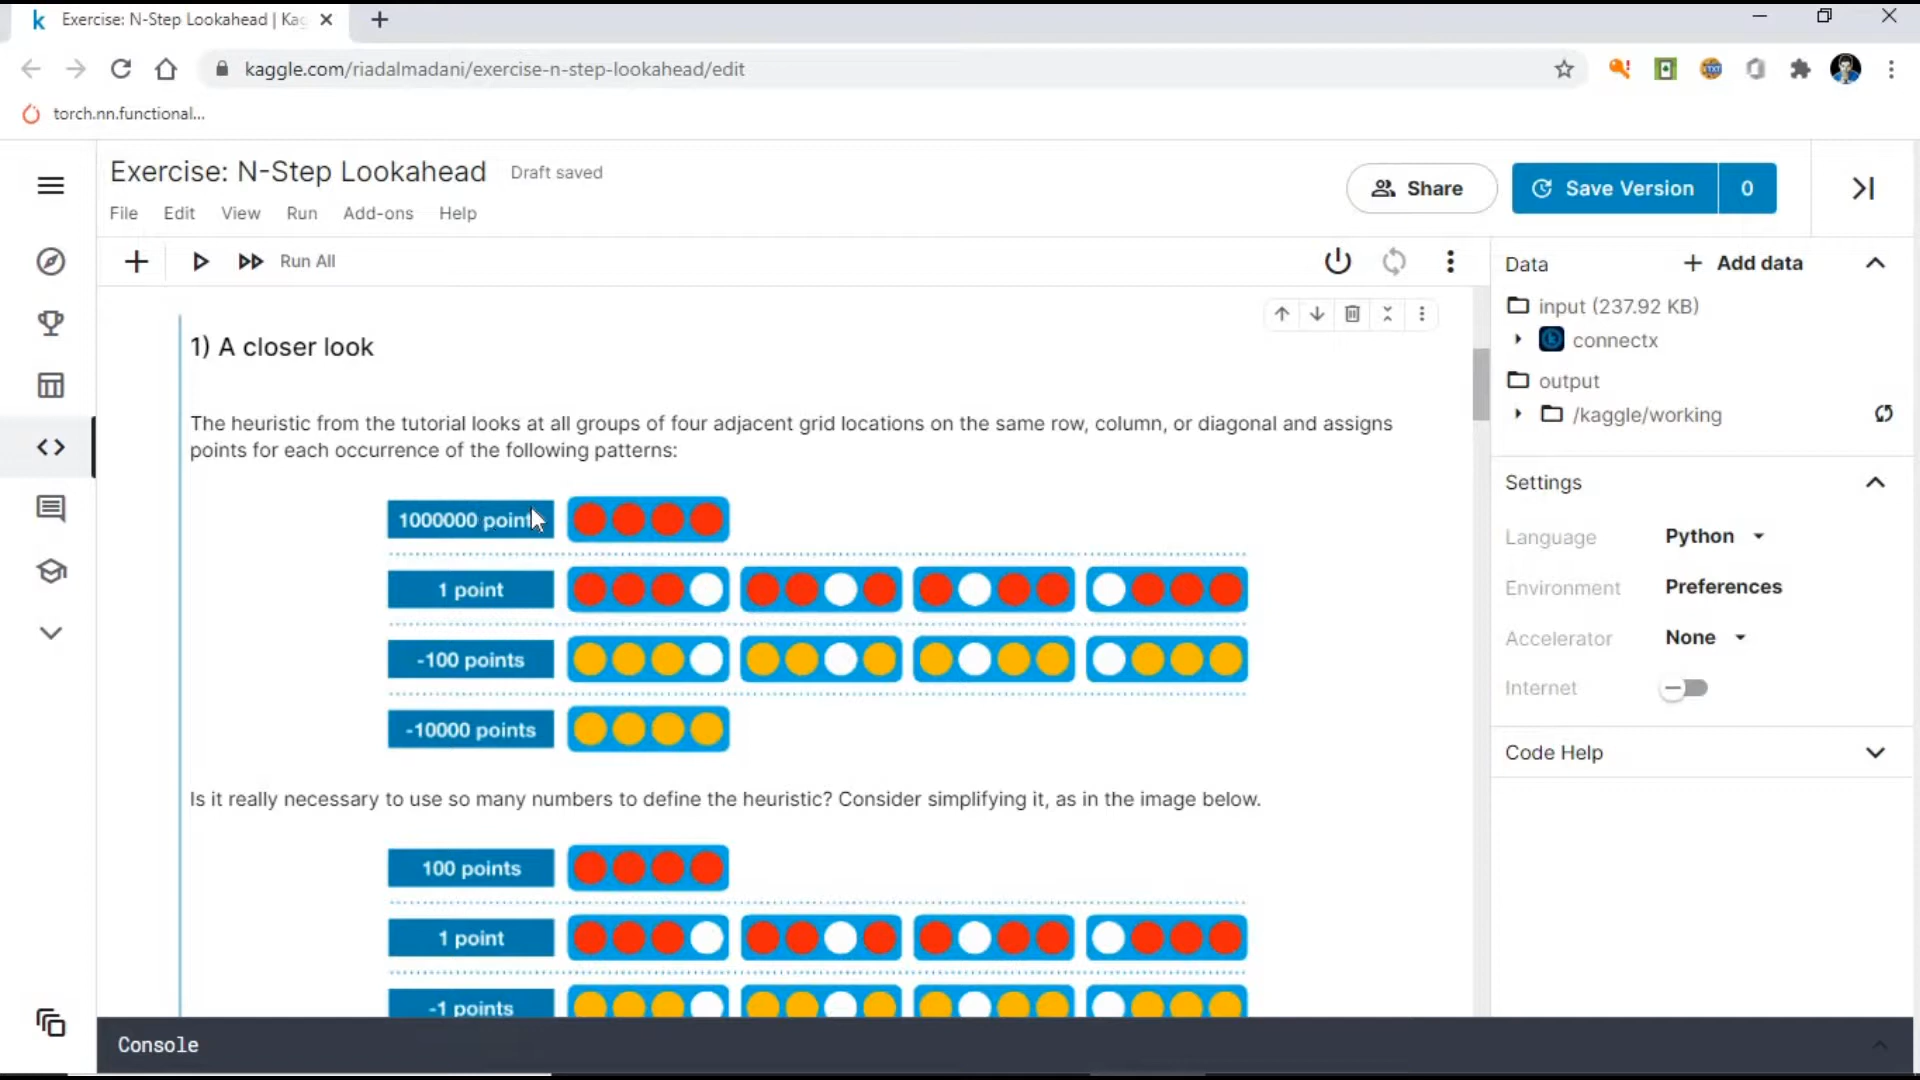 Exercise: N-Step Lookahead | Kag
kaggle.com/riadalmadani/exercise-n-step-lookahead/edit
torch.nn.functional...
Exercise: N-Step Lookahead Draft saved
Share
Save Version 0
File Edit View Run Add-ons Help
Run All
Data
Add data
input (237.92 KB)
connectx
output
/kaggle/working
Settings
Language Python
Environment Preferences
Accelerator None
Internet
Code Help
1) A closer look
The heuristic from the tutorial looks at all groups of four adjacent grid locations on the same row, column, or diagonal and assigns
points for each occurrence of the following patterns:
1000000 point
1 point
-100 points
-10000 points
Is it really necessary to use so many numbers to define the heuristic? Consider simplifying it, as in the image below.
100 points
1 point
-1 points
Console